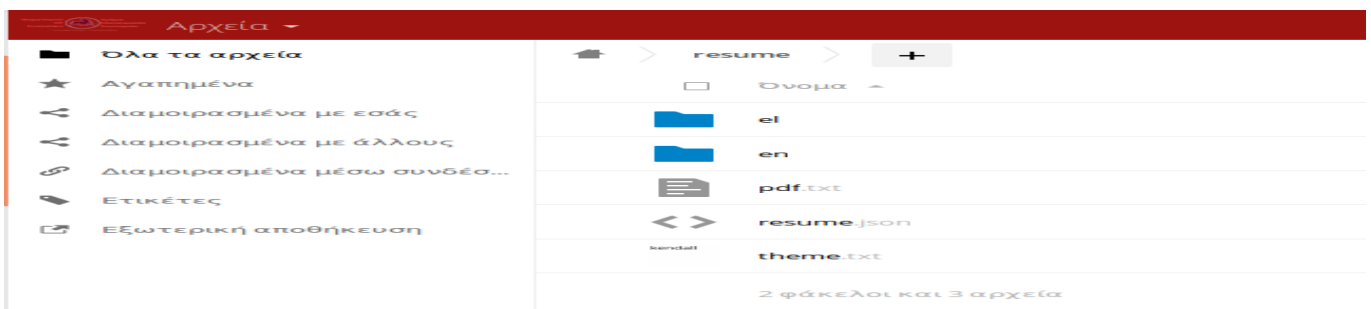 Αρχεία
Όλα τα αρχεία
Αγαπημένα
Διαμοιρασμένα με εσάς
Διαμοιρασμένα με άλλους
Διαμοιρασμένα μέσω συνδέσ...
Ετικέτες
Εξωτερική αποθήκευση
resume +
Όνομα
el
en
pdf.txt
resume.json
kendall
theme.txt
2 φάκελοι και 3 αρχεία